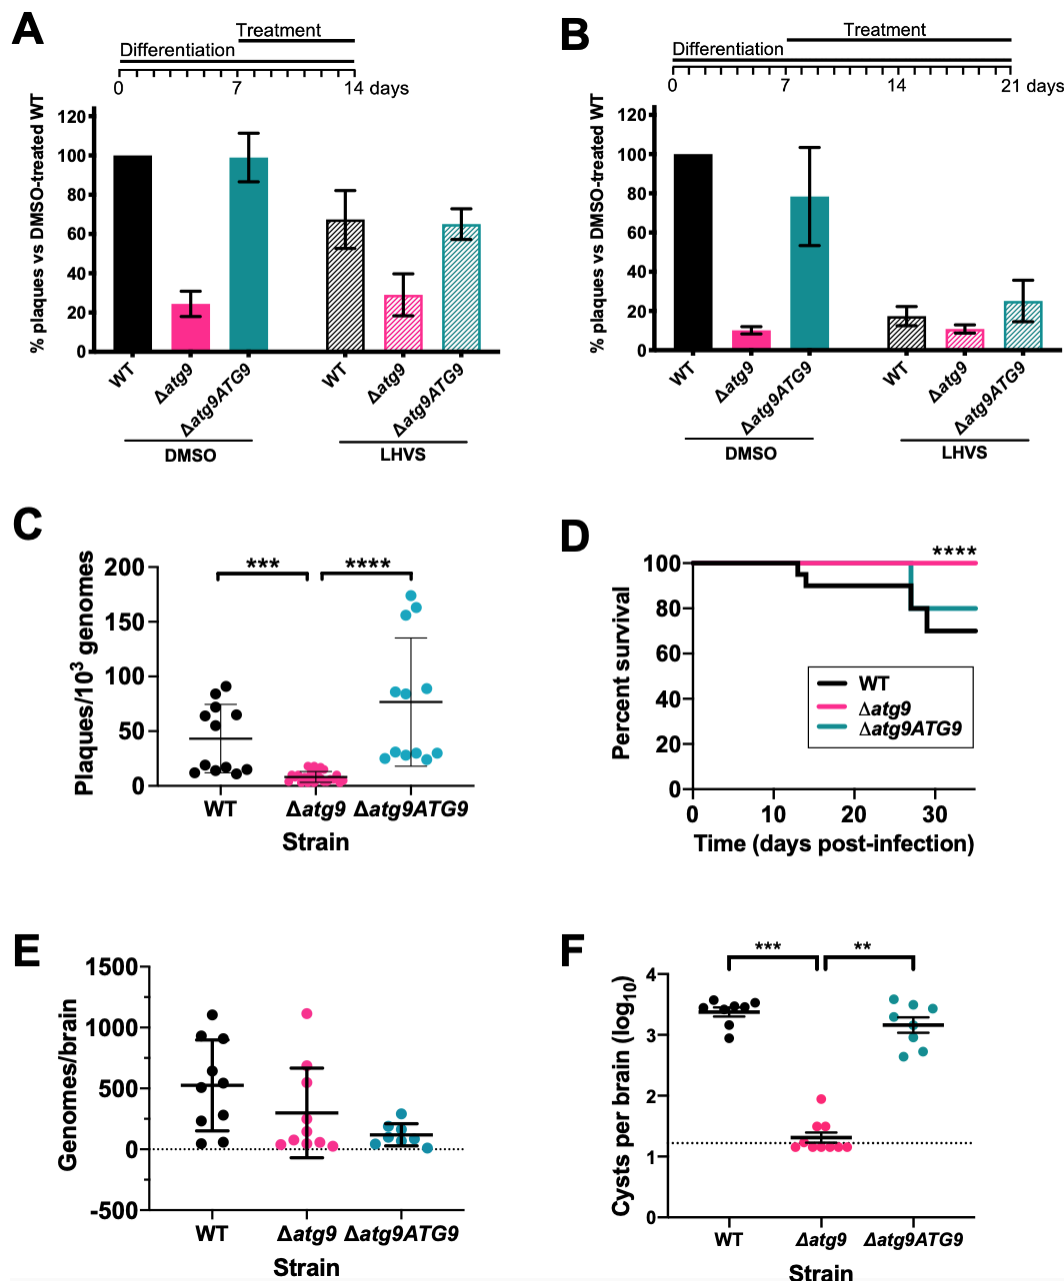 A
Treatment
Differentiation
0 7 14 days
% plaques vs DMSO-treated WT
120
100
80
60
40
20
0
WT Δatg9 Δatg9ATG9 WT Δatg9 Δatg9ATG9
DMSO LHVS
B
Treatment
Differentiation
0 7 14 21 days
% plaques vs DMSO-treated WT
120
100
80
60
40
20
0
WT Δatg9 Δatg9ATG9 WT Δatg9 Δatg9ATG9
DMSO LHVS
C
Plaques/10³ genomes
*** ****
200
150
100
50
0
WT Δatg9 Δatg9ATG9
Strain
D
Percent survival
****
100
80
60
40
20
0
WT
Δatg9
Δatg9ATG9
0 10 20 30
Time (days post-infection)
E
Genomes/brain
1500
1000
500
0
-500
WT Δatg9 Δatg9ATG9
Strain
F
Cysts per brain (log₁₀)
*** **
4
3
2
1
0
WT Δatg9 Δatg9ATG9
Strain